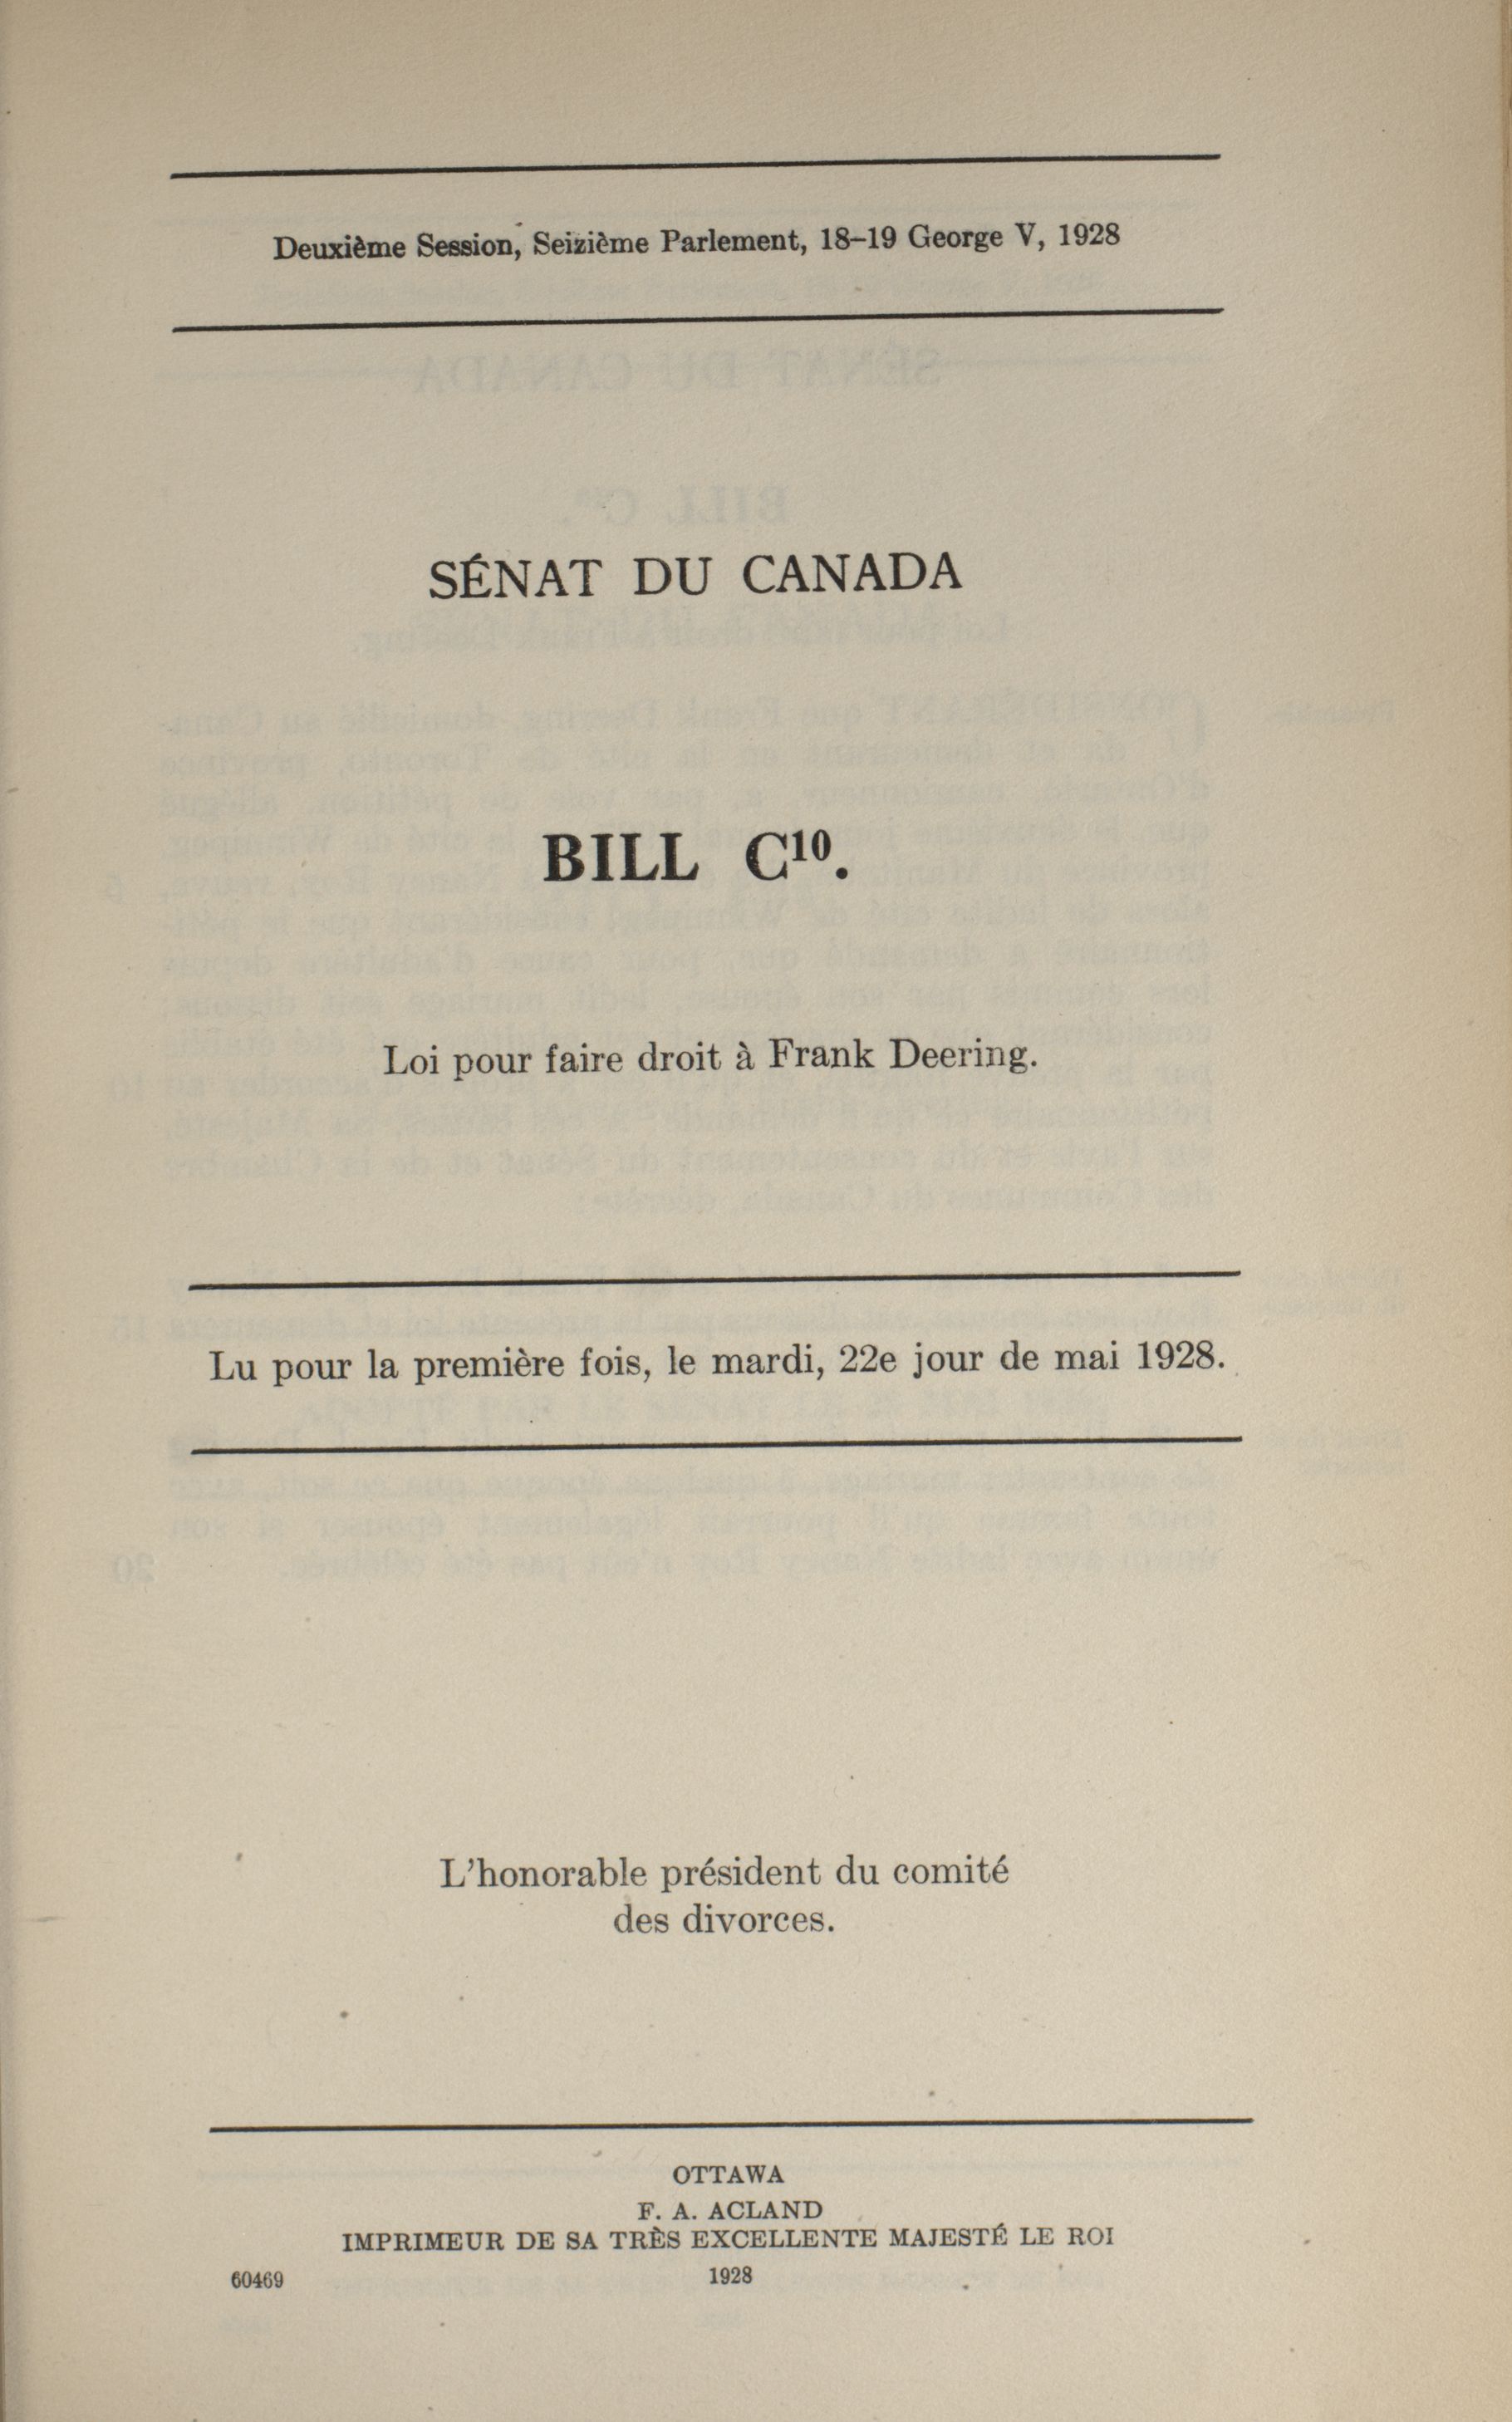 Deuxième Session, Seizième Parlement, 18–19 George V, 1928
SÉNAT DU CANADA
BILL C¹⁰.
Loi pour faire droit à Frank Deering.
Lu pour la première fois, le mardi, 22e jour de mai 1928.
L'honorable président du comité
des divorces.
OTTAWA
F. A. ACLAND
IMPRIMEUR DE SA TRÈS EXCELLENTE MAJESTÉ LE ROI
60469 1928